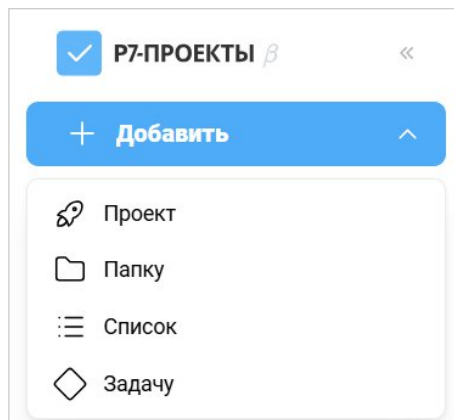 Р7-ПРОЕКТЫ β
Добавить
Проект
Папку
Список
Задачу